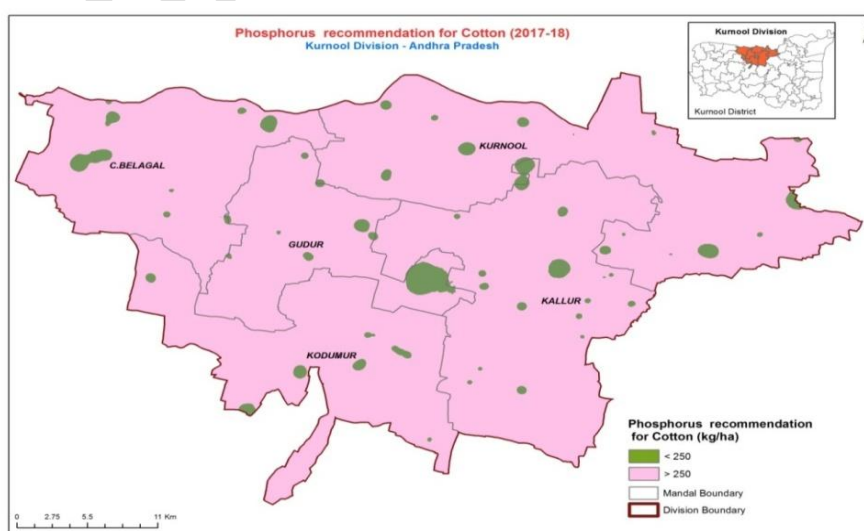 Phosphorus recommendation for Cotton (2017-18)
Kurnool Division - Andhra Pradesh
Kurnool Division
Kurnool District
C.BELAGAL
KURNOOL
GUDUR
KALLUR
KODUMUR
Phosphorus recommendation
for Cotton (kg/ha)
< 250
> 250
Mandal Boundary
Division Boundary
0 2.75 5.5 11 Km